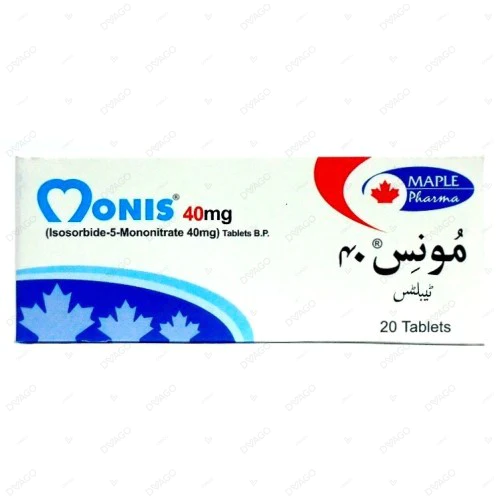 MONIS® 40mg
(Isosorbide-5-Mononitrate 40mg) Tablets B.P.
MAPLE
Pharma
مُونِس® ۴۰
ٹیبلٹس
20 Tablets